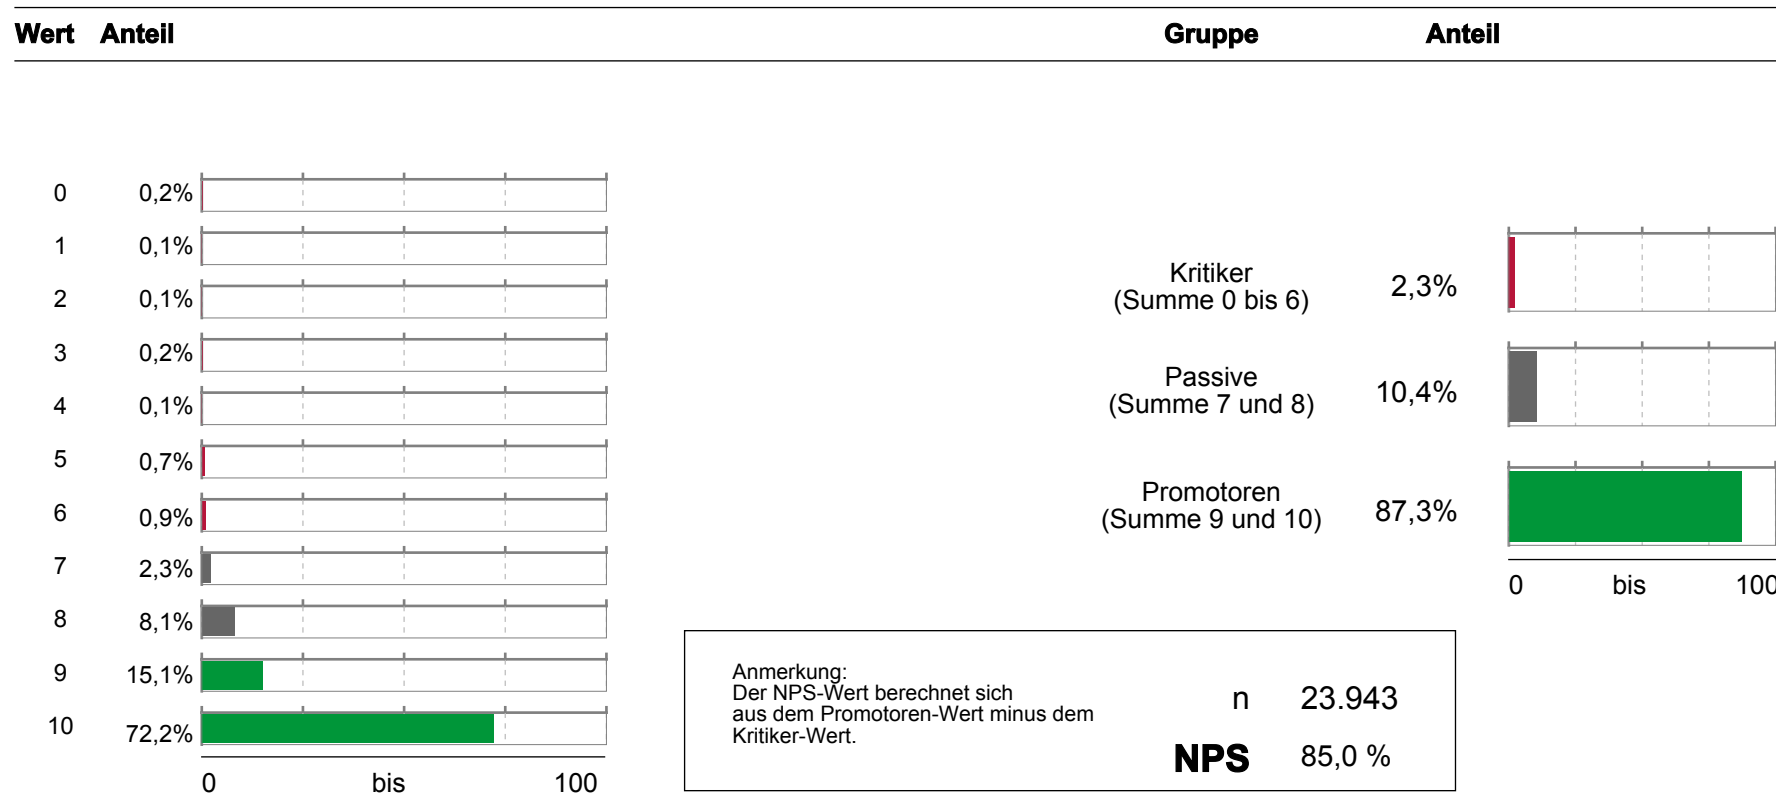 Wert Anteil Gruppe Anteil
0 0,2%
1 0,1%
2 0,1%
3 0,2%
4 0,1%
5 0,7%
6 0,9%
7 2,3%
8 8,1%
9 15,1%
10 72,2%
0 bis 100
Kritiker
(Summe 0 bis 6) 2,3%
Passive
(Summe 7 und 8) 10,4%
Promotoren
(Summe 9 und 10) 87,3%
0 bis 100
Anmerkung:
Der NPS-Wert berechnet sich
aus dem Promotoren-Wert minus dem
Kritiker-Wert.
n 23.943
NPS 85,0 %